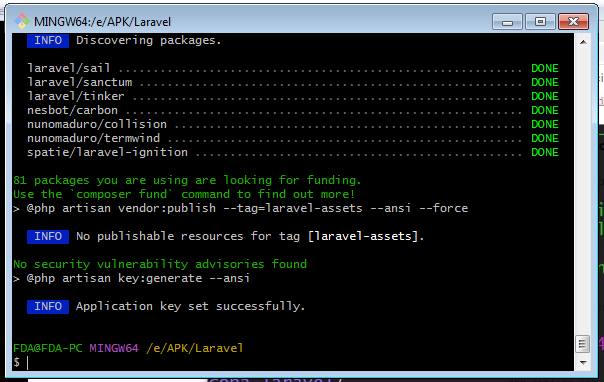 MINGW64:/e/APK/Laravel
INFO Discovering packages.
laravel/sail ................................................... DONE
laravel/sanctum ................................................ DONE
laravel/tinker ................................................. DONE
nesbot/carbon .................................................. DONE
nunomaduro/collision ........................................... DONE
nunomaduro/termwind ............................................ DONE
spatie/laravel-ignition ........................................ DONE
81 packages you are using are looking for funding.
Use the `composer fund` command to find out more!
> @php artisan vendor:publish --tag=laravel-assets --ansi --force
INFO No publishable resources for tag [laravel-assets].
No security vulnerability advisories found
> @php artisan key:generate --ansi
INFO Application key set successfully.
FDA@FDA-PC MINGW64 /e/APK/Laravel
$